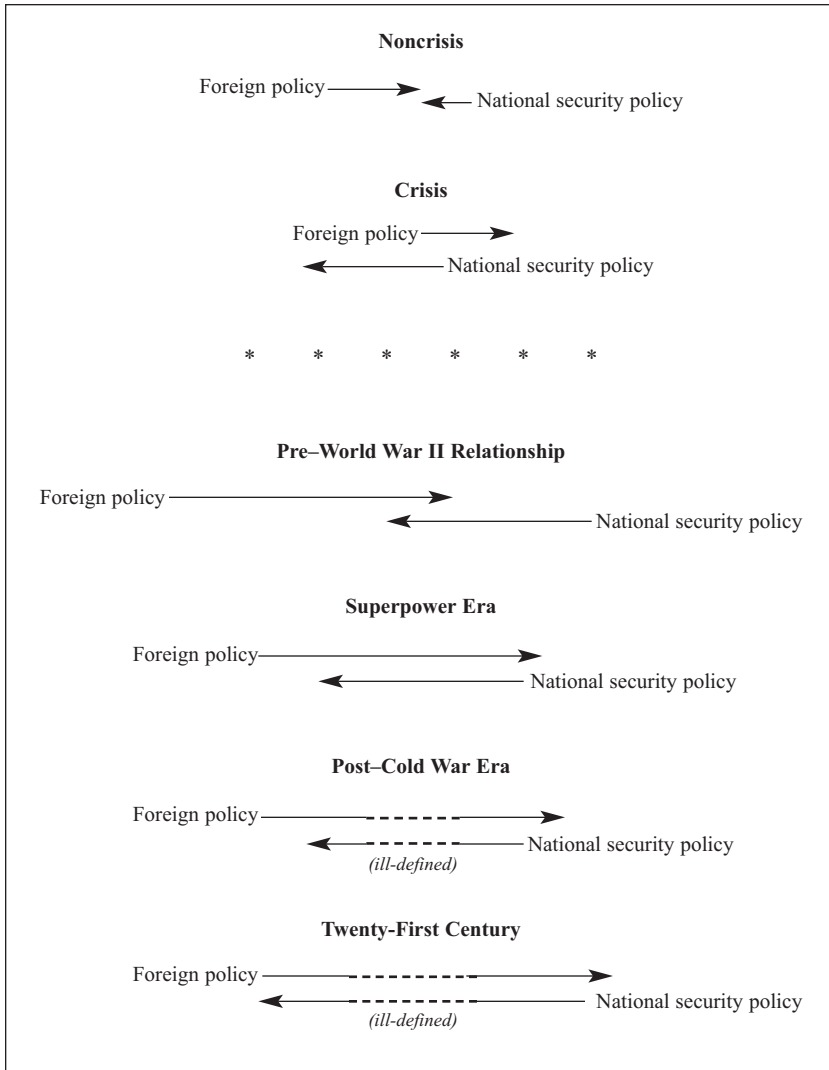 Noncrisis
Foreign policy
National security policy
Crisis
Foreign policy
National security policy
* * * * * *
Pre–World War II Relationship
Foreign policy
National security policy
Superpower Era
Foreign policy
National security policy
Post–Cold War Era
Foreign policy
National security policy
(ill-defined)
Twenty-First Century
Foreign policy
National security policy
(ill-defined)